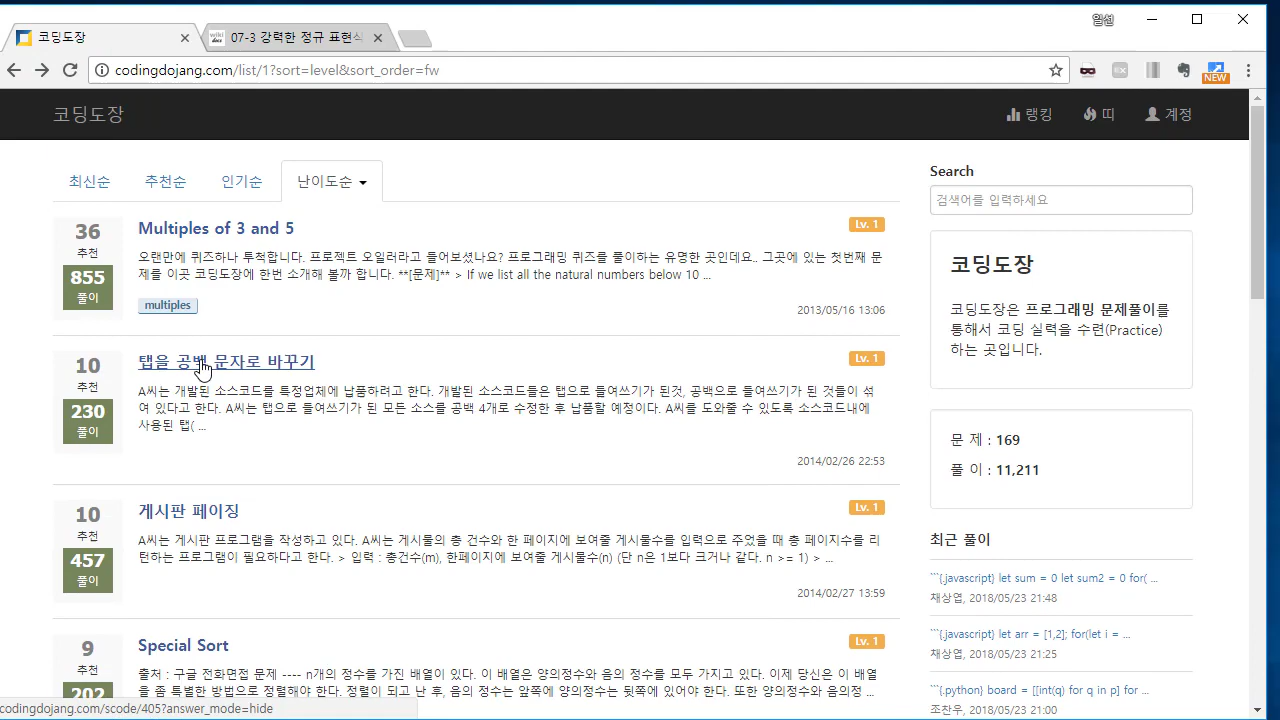 일선
코딩도장
07-3 강력한 정규 표현식
codingdojang.com/list/1?sort=level&sort_order=fw
NEW
코딩도장
랭킹
띠
계정
최신순
추천순
인기순
난이도순
36
추천
855
풀이
Multiples of 3 and 5
Lv. 1
오랜만에 퀴즈하나 투척합니다. 프로젝트 오일러라고 들어보셨나요? 프로그래밍 퀴즈를 풀이하는 유명한 곳인데요.. 그곳에 있는 첫번째 문
제를 이곳 코딩도장에 한번 소개해 볼까 합니다. **[문제]** > If we list all the natural numbers below 10 ...
multiples
2013/05/16 13:06
10
추천
230
풀이
탭을 공백 문자로 바꾸기
Lv. 1
A씨는 개발된 소스코드를 특정업체에 납품하려고 한다. 개발된 소스코드들은 탭으로 들여쓰기가 된것, 공백으로 들여쓰기가 된 것들이 섞
여 있다고 한다. A씨는 탭으로 들여쓰기가 된 모든 소스를 공백 4개로 수정한 후 납품할 예정이다. A씨를 도와줄 수 있도록 소스코드내에
사용된 탭( ...
2014/02/26 22:53
10
추천
457
풀이
게시판 페이징
Lv. 1
A씨는 게시판 프로그램을 작성하고 있다. A씨는 게시물의 총 건수와 한 페이지에 보여줄 게시물수를 입력으로 주었을 때 총 페이지수를 리
턴하는 프로그램이 필요하다고 한다. > 입력 : 총건수(m), 한페이지에 보여줄 게시물수(n) (단 n은 1보다 크거나 같다. n >= 1) > ...
2014/02/27 13:59
9
추천
202
Special Sort
Lv. 1
출처 : 구글 전화면접 문제 ---- n개의 정수를 가진 배열이 있다. 이 배열은 양의정수와 음의 정수를 모두 가지고 있다. 이제 당신은 이 배열
을 좀 특별한 방법으로 정렬해야 한다. 정렬이 되고 난 후, 음의 정수는 앞쪽에 양의정수는 뒷쪽에 있어야 한다. 또한 양의정수와 음의정 ...
codingdojang.com/scode/405?answer_mode=hide
Search
검색어를 입력하세요
코딩도장
코딩도장은 프로그래밍 문제풀이를
통해서 코딩 실력을 수련(Practice)
하는 곳입니다.
문 제 : 169
풀 이 : 11,211
최근 풀이
```{.javascript} let sum = 0 let sum2 = 0 for( ...
채상엽, 2018/05/23 21:48
```{.javascript} let arr = [1,2]; for(let i = ...
채상엽, 2018/05/23 21:25
```{.python} board = [[int(q) for q in p] for ...
조찬우, 2018/05/23 21:00